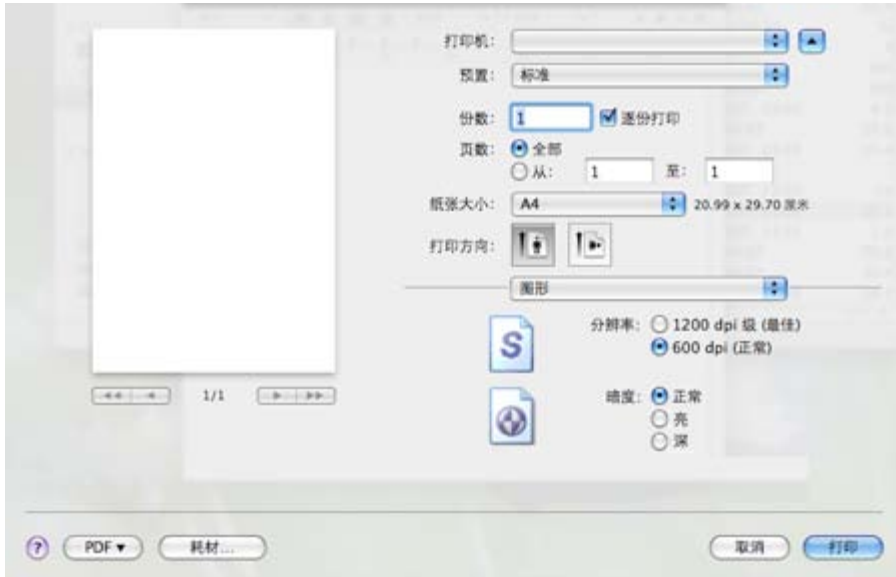 打印机:
预置: 标准
份数: 1 逐份打印
页数: 全部
从: 1 至: 1
纸张大小: A4 20.99 x 29.70 厘米
打印方向:
图形
分辨率: 1200 dpi 级 (最佳)
600 dpi (正常)
S
1/1
暗度: 正常
亮
深
? PDF 耗材... 取消 打印